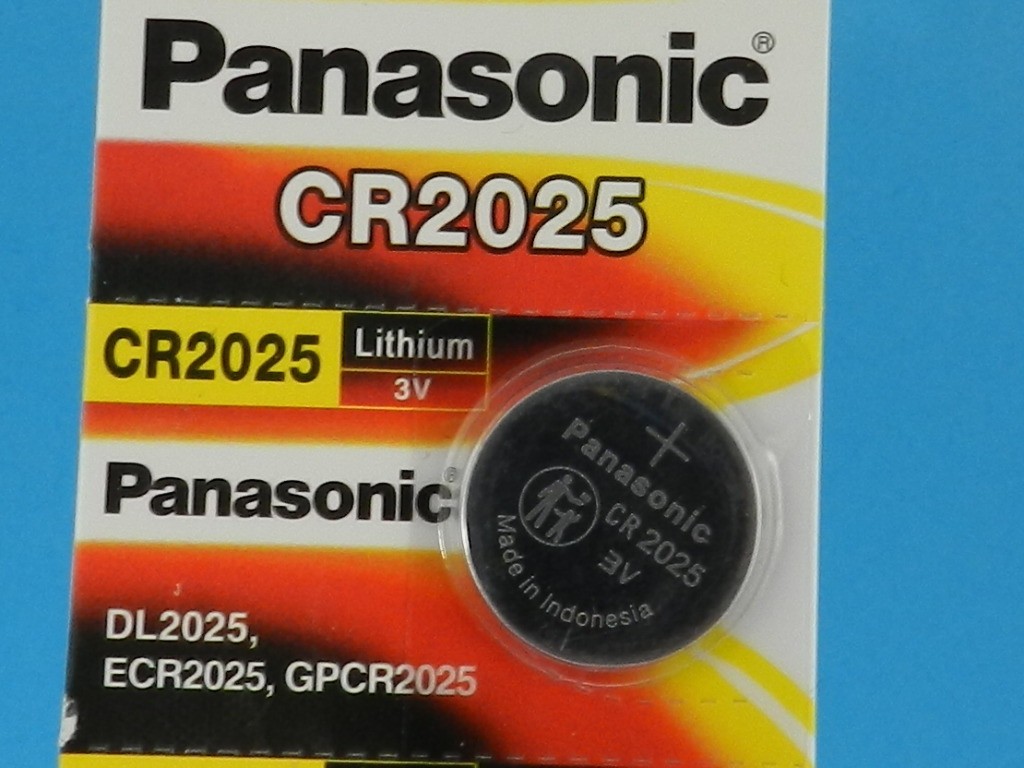 Panasonic®
CR2025
CR2025
Lithium
3V
Panasonic®
DL2025,
ECR2025, GPCR2025
+
Panasonic
CR 2025
3V
Made in Indonesia